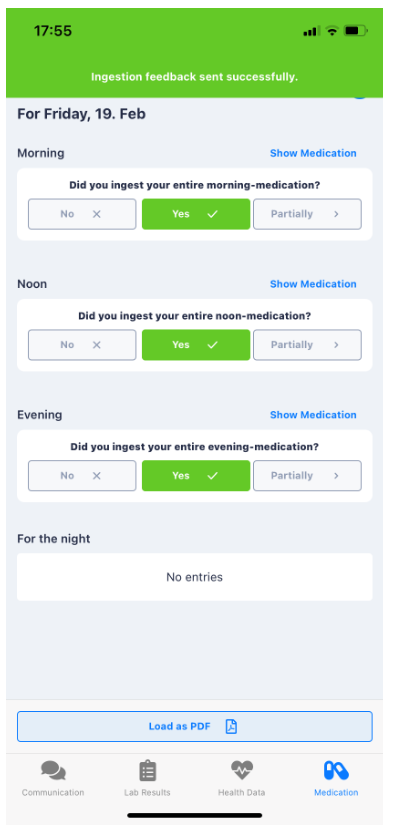 17:55
Ingestion feedback sent successfully.
For Friday, 19. Feb
Morning Show Medication
Did you ingest your entire morning-medication?
No Yes Partially
Noon Show Medication
Did you ingest your entire noon-medication?
No Yes Partially
Evening Show Medication
Did you ingest your entire evening-medication?
No Yes Partially
For the night
No entries
Load as PDF
Communication Lab Results Health Data Medication